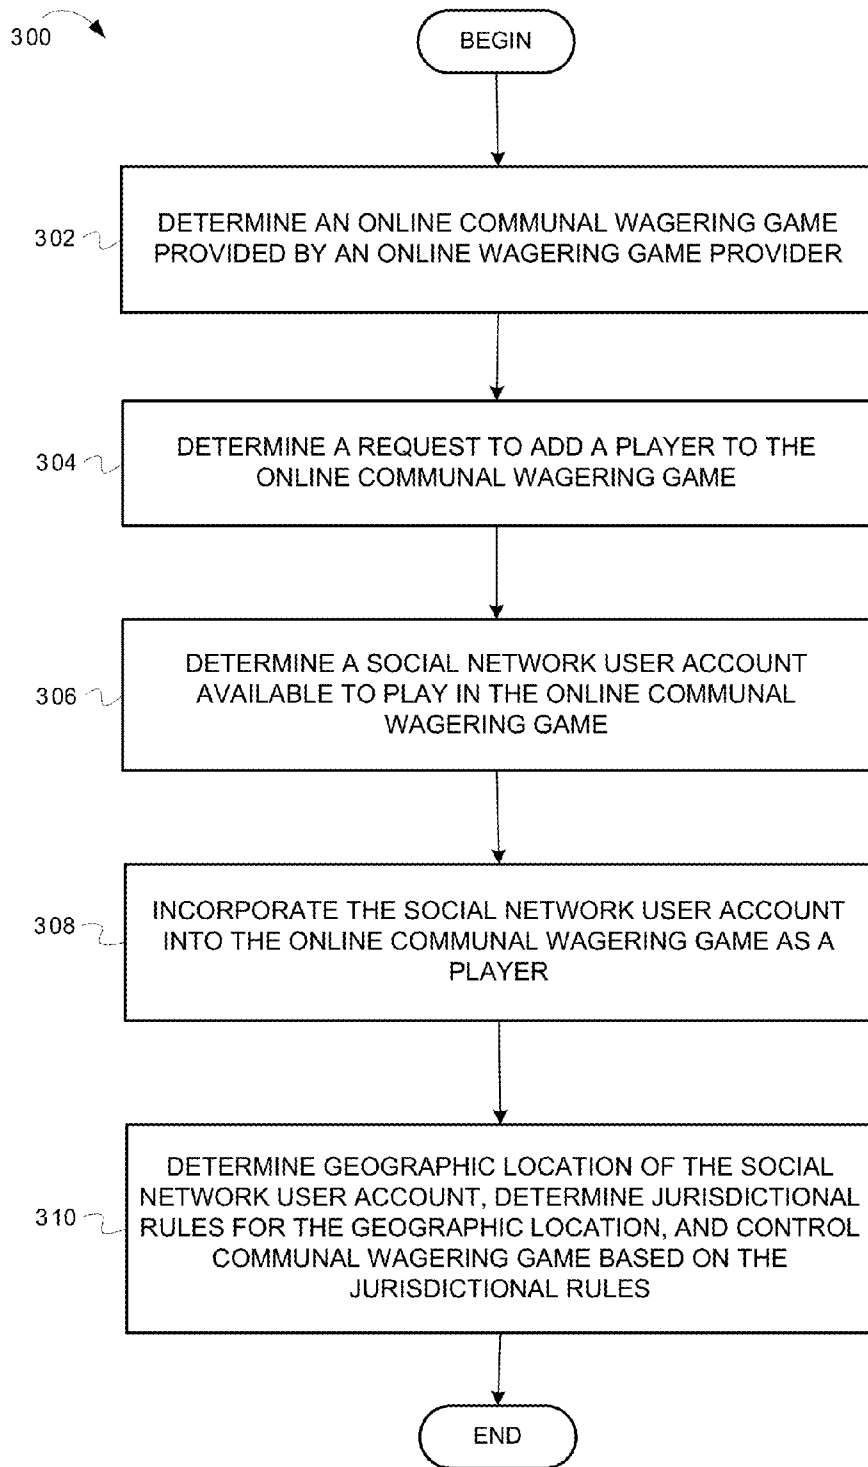 300
BEGIN
302
DETERMINE AN ONLINE COMMUNAL WAGERING GAME
PROVIDED BY AN ONLINE WAGERING GAME PROVIDER
304
DETERMINE A REQUEST TO ADD A PLAYER TO THE
ONLINE COMMUNAL WAGERING GAME
306
DETERMINE A SOCIAL NETWORK USER ACCOUNT
AVAILABLE TO PLAY IN THE ONLINE COMMUNAL
WAGERING GAME
308
INCORPORATE THE SOCIAL NETWORK USER ACCOUNT
INTO THE ONLINE COMMUNAL WAGERING GAME AS A
PLAYER
310
DETERMINE GEOGRAPHIC LOCATION OF THE SOCIAL
NETWORK USER ACCOUNT, DETERMINE JURISDICTIONAL
RULES FOR THE GEOGRAPHIC LOCATION, AND CONTROL
COMMUNAL WAGERING GAME BASED ON THE
JURISDICTIONAL RULES
END